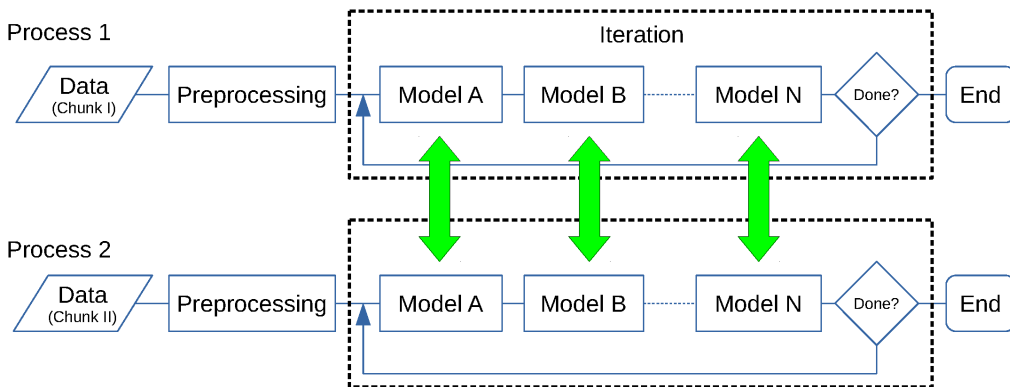 Process 1
Iteration
Data
(Chunk I)
Preprocessing
Model A
Model B
Model N
Done?
End
Process 2
Data
(Chunk II)
Preprocessing
Model A
Model B
Model N
Done?
End